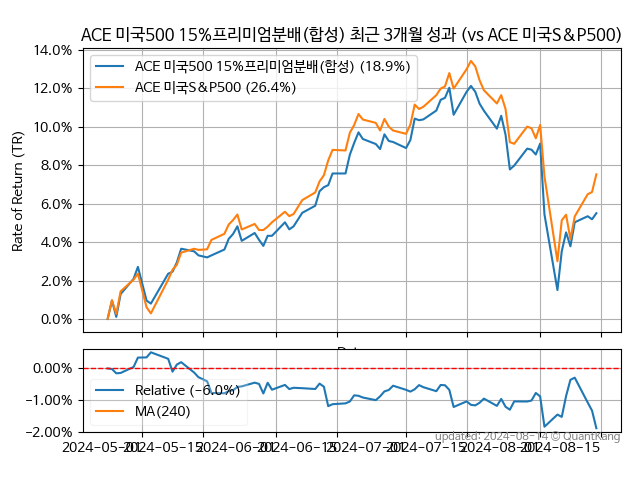 ACE 미국500 15%프리미엄분배(합성) 최근 3개월 성과 (vs ACE 미국S&P500)
14.0%
12.0%
10.0%
8.0%
6.0%
4.0%
2.0%
0.0%
Rate of Return (TR)
ACE 미국500 15%프리미엄분배(합성) (18.9%)
ACE 미국S&P500 (26.4%)
0.00%
-1.00%
-2.00%
Relative (-6.0%)
MA(240)
2024-05-01 2024-05-15 2024-06-01 2024-06-15 2024-07-01 2024-07-15 2024-08-01 2024-08-15
updated: 2024-08-14 © QuantKang